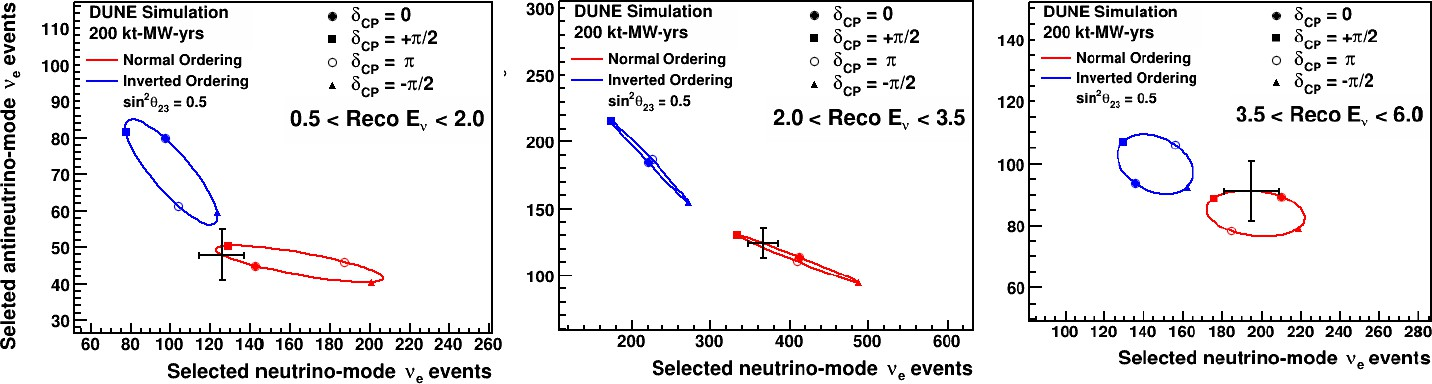 Seleted antineutrino-mode νe events
DUNE Simulation
200 kt-MW-yrs
Normal Ordering
Inverted Ordering
sin²θ23 = 0.5
δCP = 0
δCP = +π/2
δCP = π
δCP = -π/2
0.5 < Reco Eν < 2.0
110
100
90
80
70
60
50
40
30
60 80 100 120 140 160 180 200 220 240 260
Selected neutrino-mode νe events
DUNE Simulation
200 kt-MW-yrs
Normal Ordering
Inverted Ordering
sin²θ23 = 0.5
δCP = 0
δCP = +π/2
δCP = π
δCP = -π/2
2.0 < Reco Eν < 3.5
300
250
200
150
100
200 300 400 500 600
Selected neutrino-mode νe events
DUNE Simulation
200 kt-MW-yrs
Normal Ordering
Inverted Ordering
sin²θ23 = 0.5
δCP = 0
δCP = +π/2
δCP = π
δCP = -π/2
3.5 < Reco Eν < 6.0
140
120
100
80
60
100 120 140 160 180 200 220 240 260 280
Selected neutrino-mode νe events